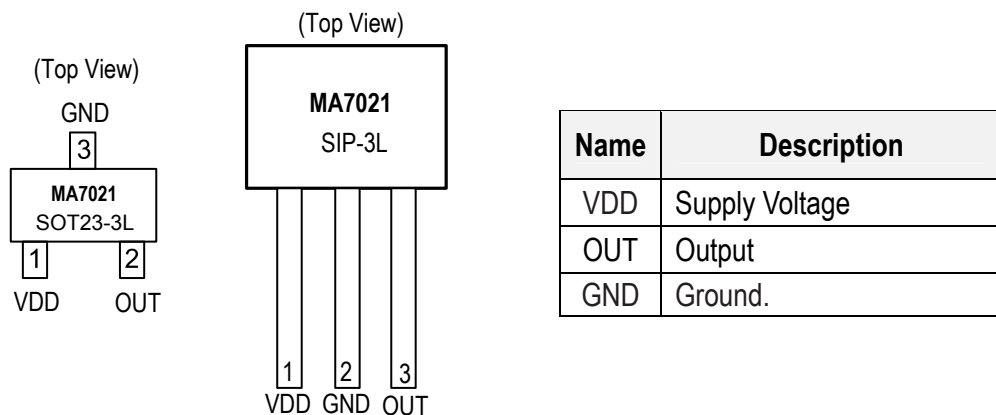 (Top View)
GND
3
MA7021
SOT23-3L
1 2
VDD OUT
(Top View)
MA7021
SIP-3L
1 2 3
VDD GND OUT
Name Description
VDD Supply Voltage
OUT Output
GND Ground.